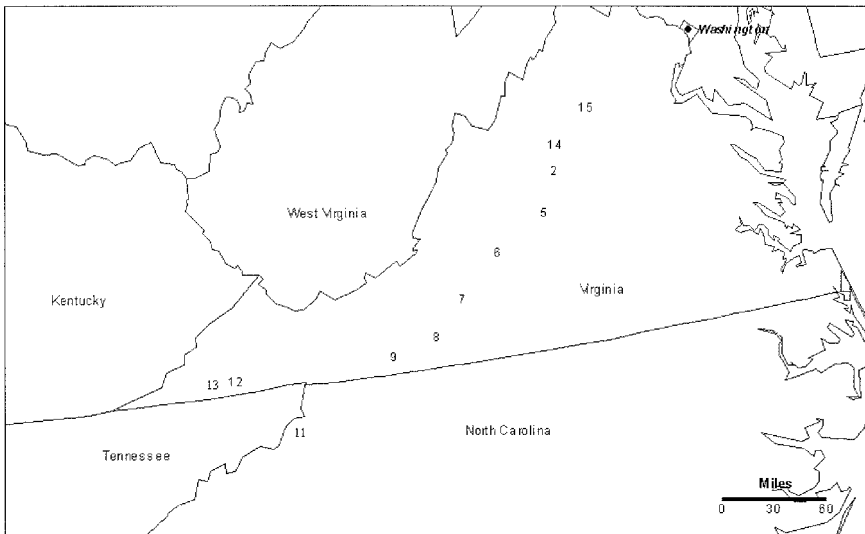 Washington
15
14
2
West Virginia
5
6
Virginia
Kentucky
7
8
9
13 12
North Carolina
11
Tennessee
Miles
0 30 60